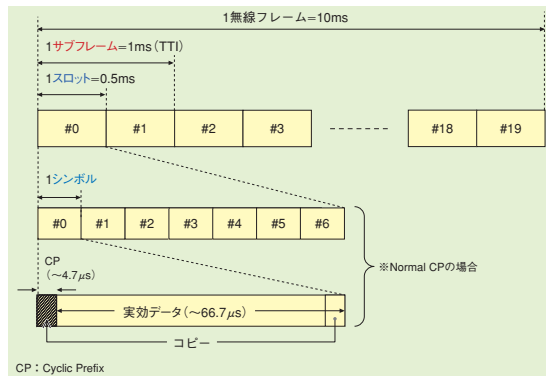 1無線フレーム=10ms
1サブフレーム=1ms(TTI)
1スロット=0.5ms
#0 #1 #2 #3 #18 #19
1シンボル
#0 #1 #2 #3 #4 #5 #6
CP
(～4.7μs)
※Normal CPの場合
実効データ(～66.7μs)
コピー
CP：Cyclic Prefix